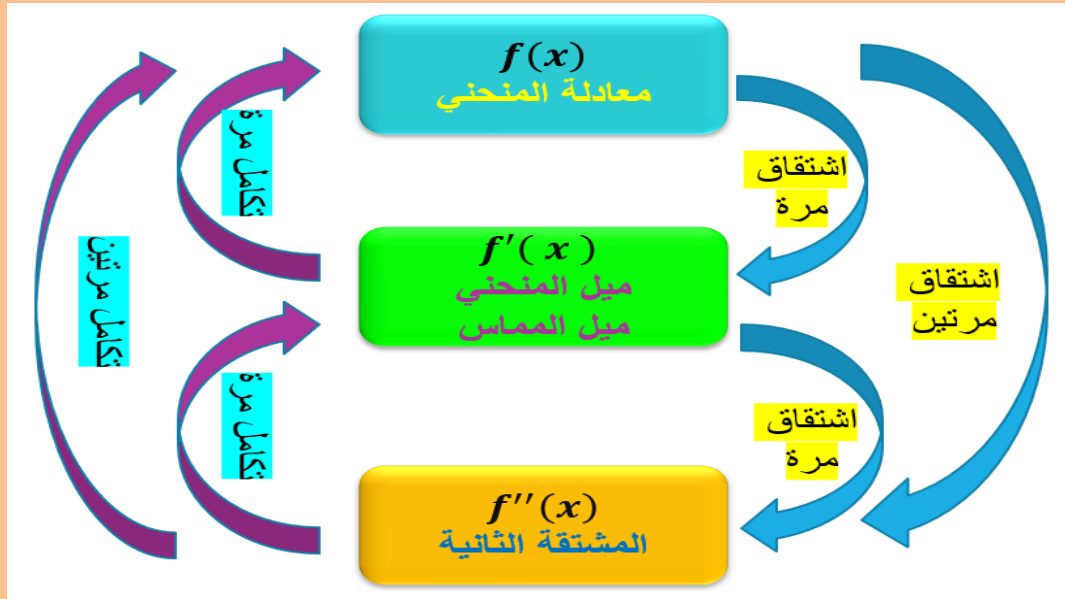 f(x)
معادلة المنحني
اشتقاق
مرة
تكامل مرة
f′( x )
ميل المنحني
ميل المماس
اشتقاق
مرتين
تكامل مرتين
اشتقاق
مرة
تكامل مرة
f′′(x)
المشتقة الثانية